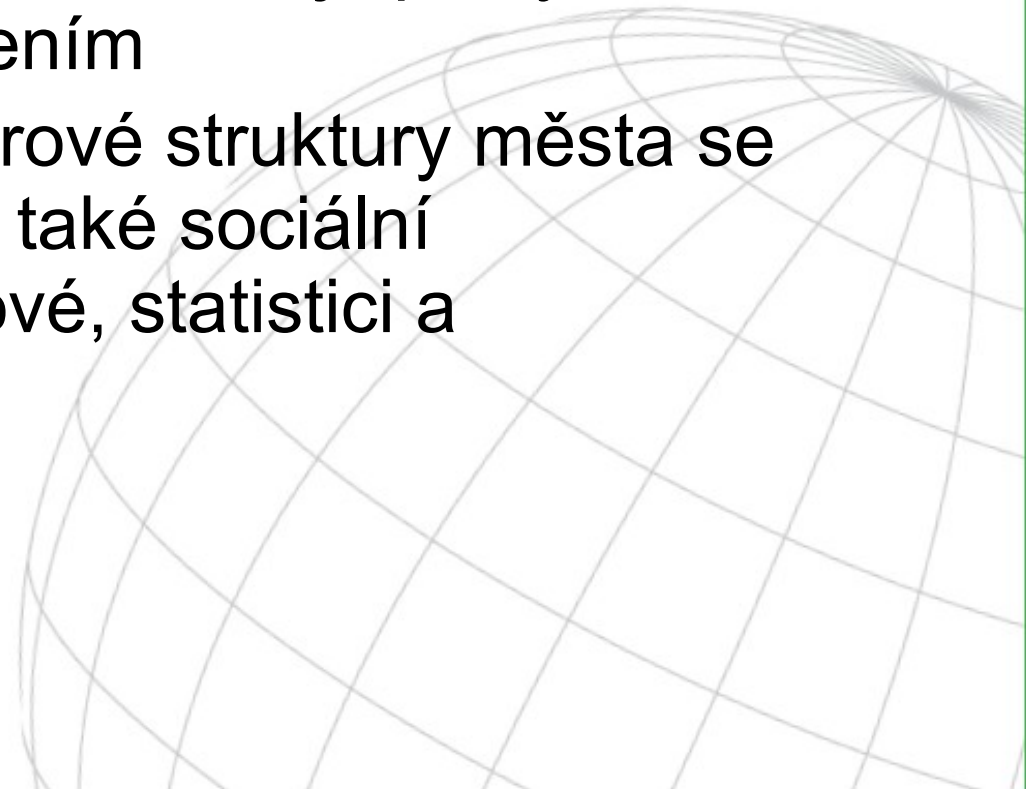 ením
rové struktury města se
také sociální
ové, statistici a